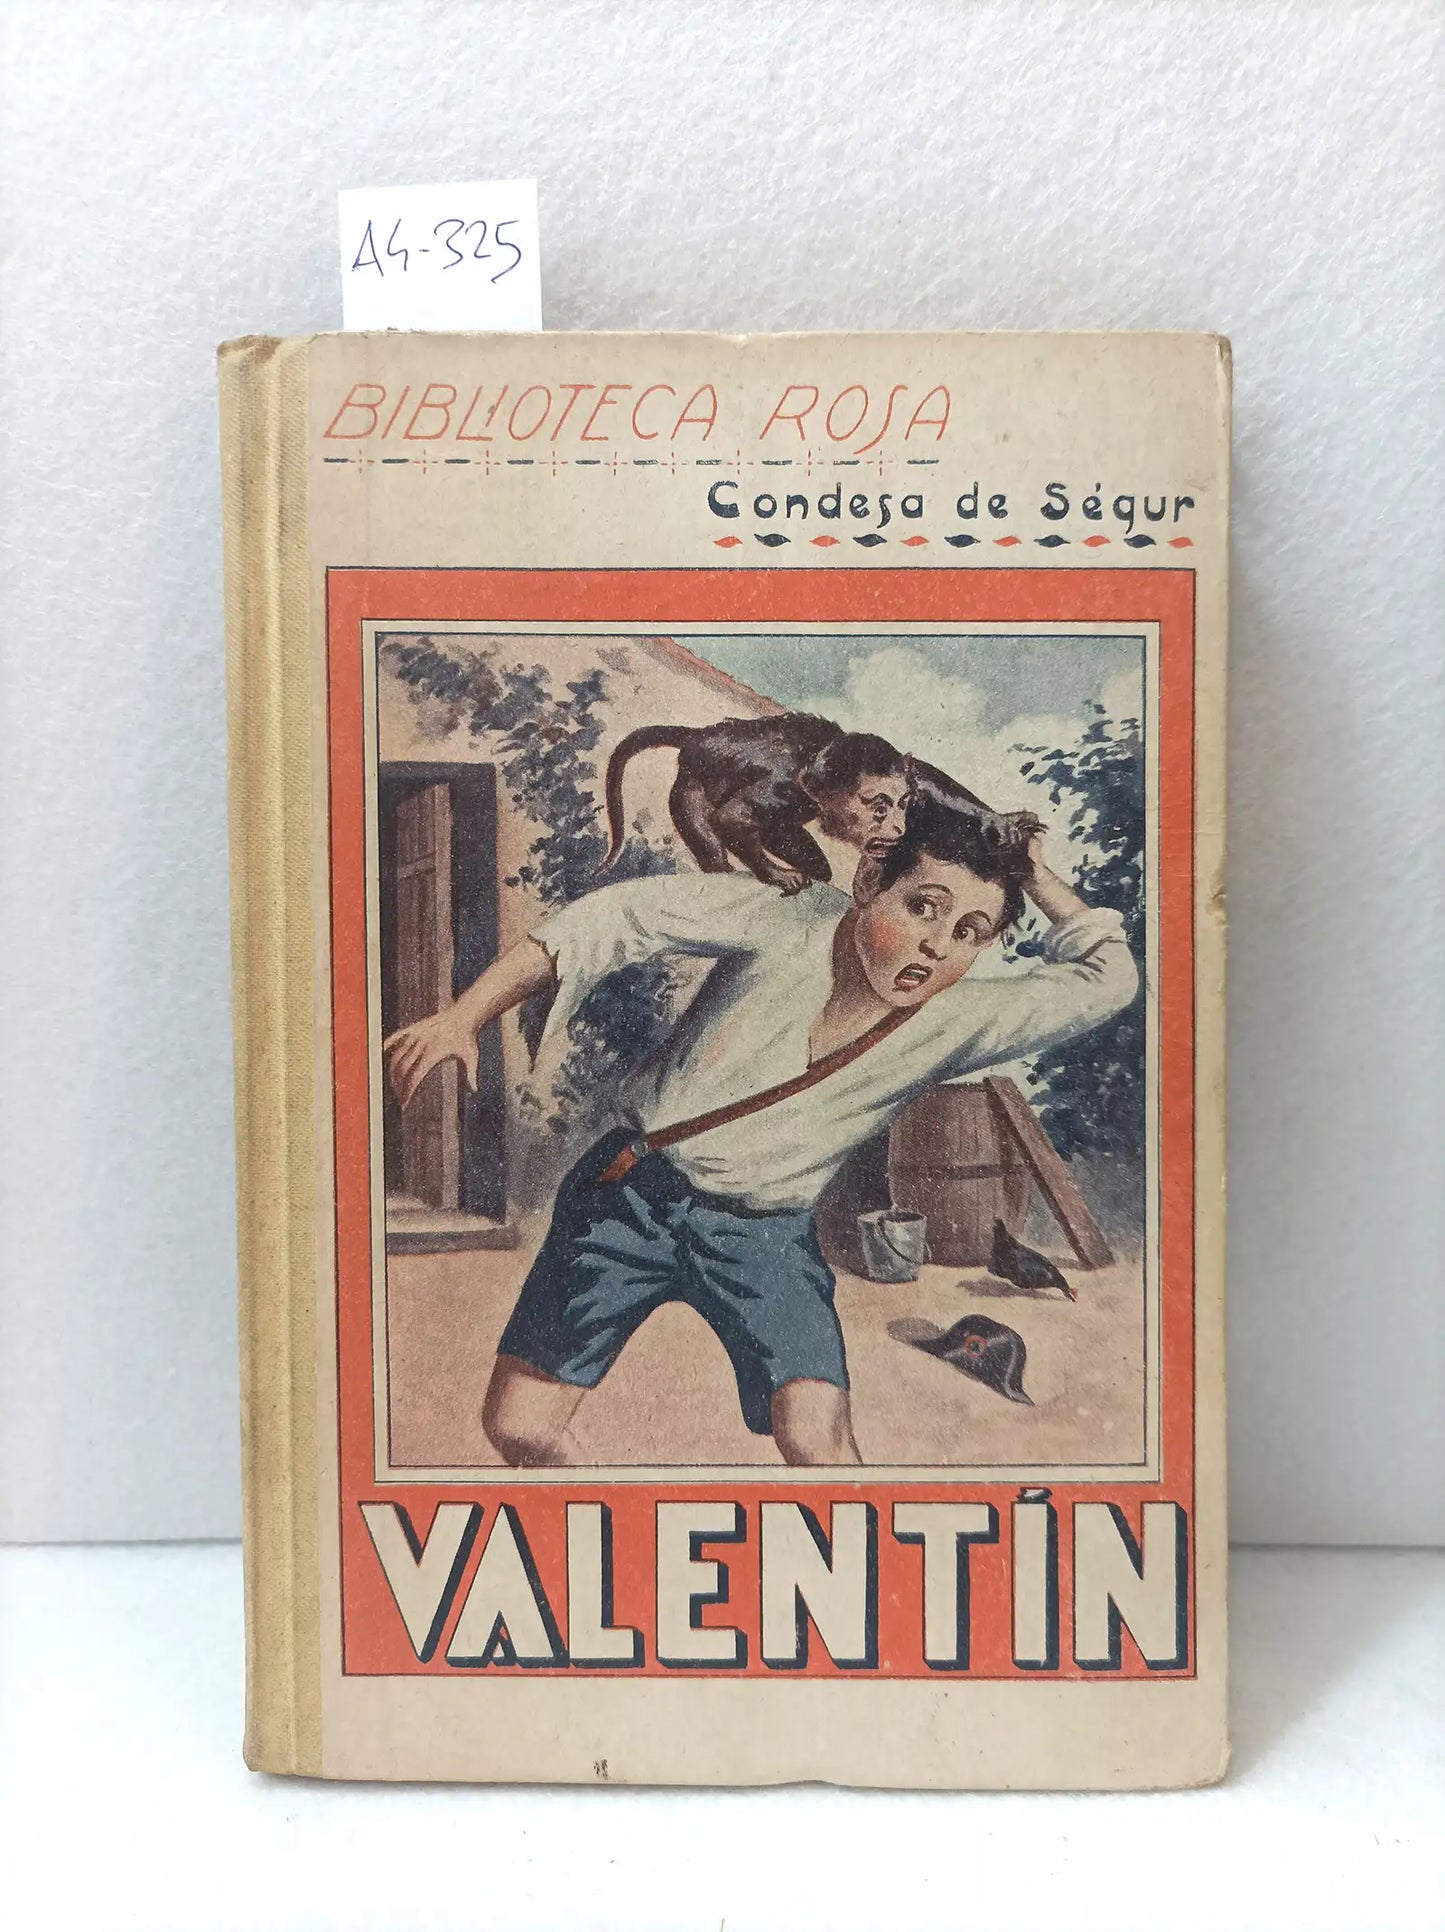 A4-325
BIBLIOTECA ROSA
Condesa de Ségur
VALENTÍN